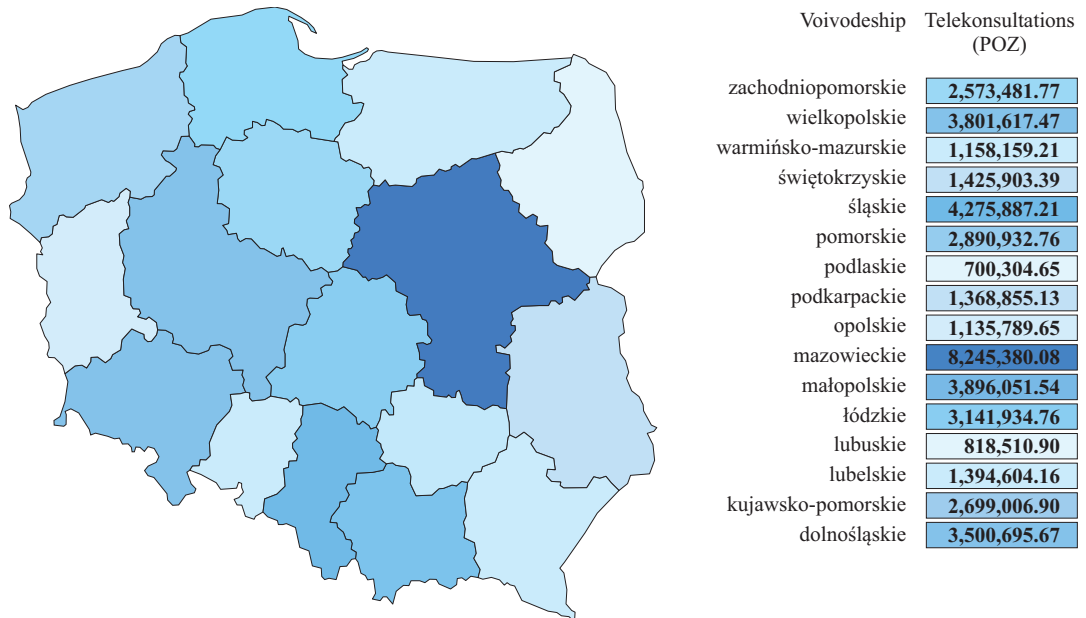 Voivodeship Telekonsultations
(POZ)
zachodniopomorskie 2,573,481.77
wielkopolskie 3,801,617.47
warmińsko-mazurskie 1,158,159.21
świętokrzyskie 1,425,903.39
śląskie 4,275,887.21
pomorskie 2,890,932.76
podlaskie 700,304.65
podkarpackie 1,368,855.13
opolskie 1,135,789.65
mazowieckie 8,245,380.08
małopolskie 3,896,051.54
łódzkie 3,141,934.76
lubuskie 818,510.90
lubelskie 1,394,604.16
kujawsko-pomorskie 2,699,006.90
dolnośląskie 3,500,695.67